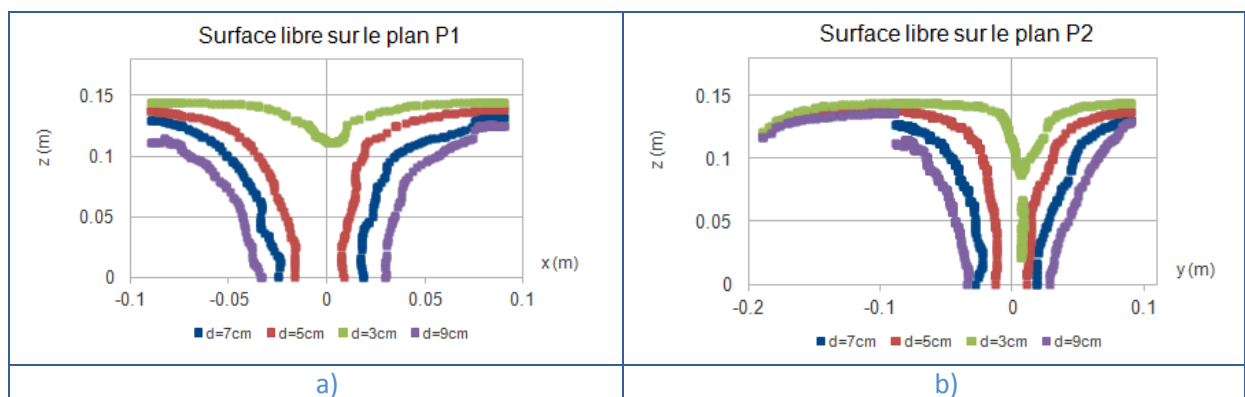 Surface libre sur le plan P1
z (m)
0.15
0.1
0.05
0
-0.1
-0.05
0
0.05
0.1
x (m)
d=7cm d=5cm d=3cm d=9cm
a)
Surface libre sur le plan P2
z (m)
0.15
0.1
0.05
0
-0.2
-0.1
0
0.1
y (m)
d=7cm d=5cm d=3cm d=9cm
b)